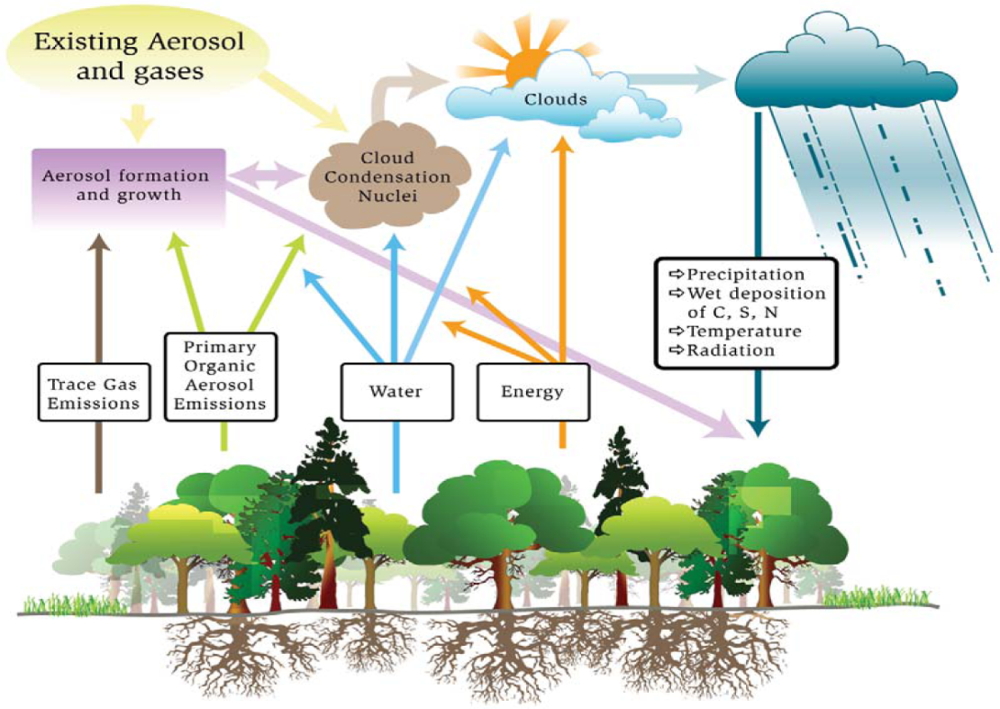 Existing Aerosol
and gases
Clouds
Aerosol formation
and growth
Cloud
Condensation
Nuclei
⇨Precipitation
⇨Wet deposition
of C, S, N
⇨Temperature
⇨Radiation
Trace Gas
Emissions
Primary
Organic
Aerosol
Emissions
Water
Energy